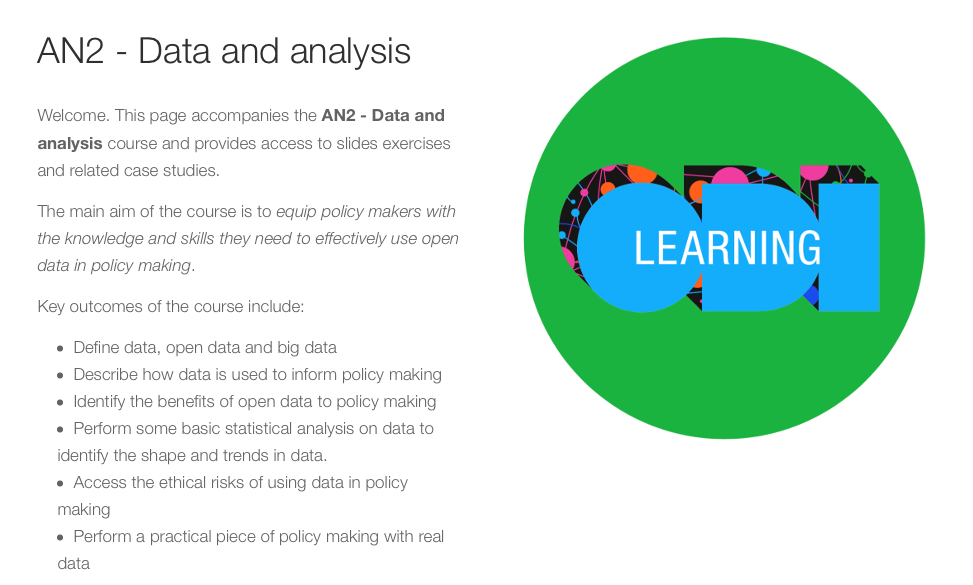 AN2 - Data and analysis
Welcome. This page accompanies the AN2 - Data and
analysis course and provides access to slides exercises
and related case studies.
The main aim of the course is to equip policy makers with
the knowledge and skills they need to effectively use open
data in policy making.
Key outcomes of the course include:
• Define data, open data and big data
• Describe how data is used to inform policy making
• Identify the benefits of open data to policy making
• Perform some basic statistical analysis on data to
identify the shape and trends in data.
• Access the ethical risks of using data in policy
making
• Perform a practical piece of policy making with real
data
ODI
LEARNING